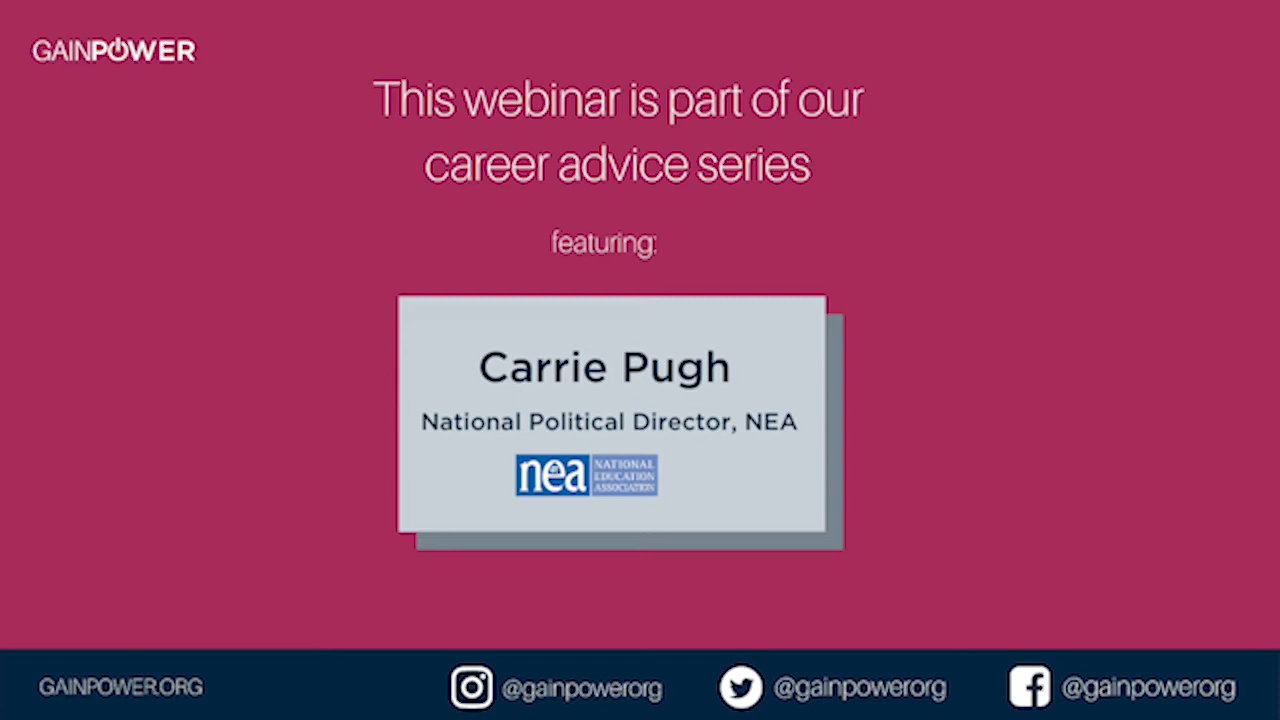 GAINPOWER
This webinar is part of our
career advice series
featuring:
Carrie Pugh
National Political Director, NEA
nea
NATIONAL
EDUCATION
ASSOCIATION
GAINPOWER.ORG
@gainpowerorg
@gainpowerorg
@gainpowerorg